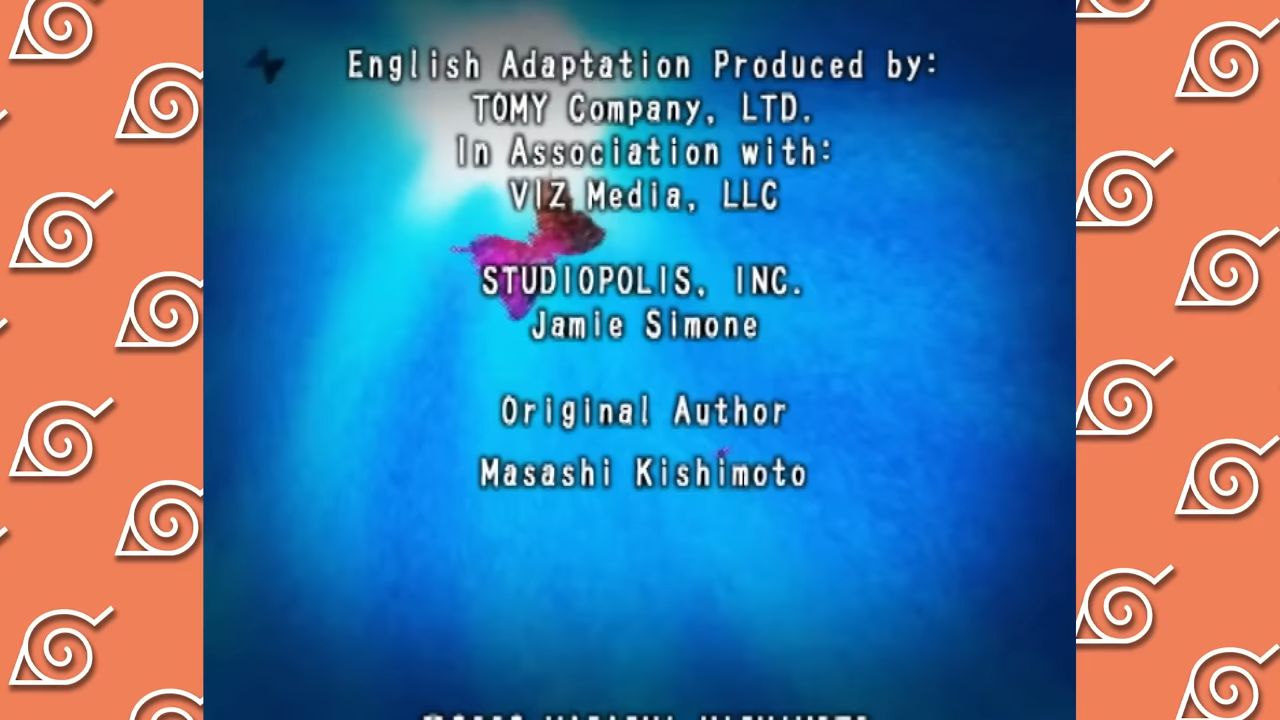 English Adaptation Produced by:
TOMY Company, LTD.
In Association with:
VIZ Media, LLC
STUDIOPOLIS, INC.
Jamie Simone
Original Author
Masashi Kishimoto